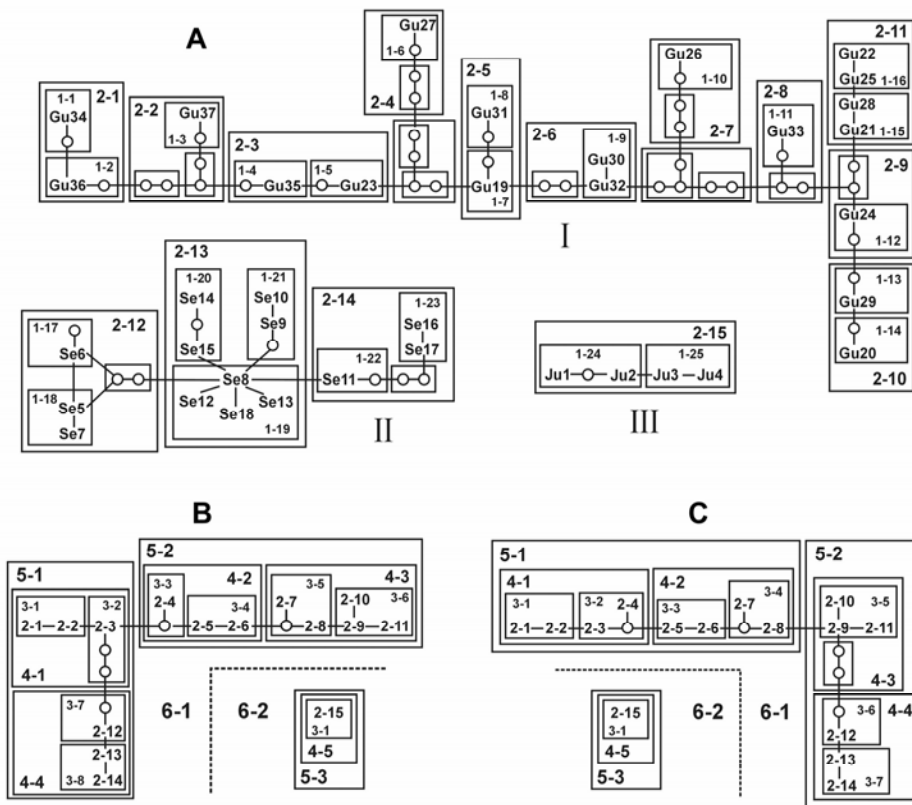 A
Gu27
1-6
2-4
2-5
1-8
Gu31
Gu19
1-7
Gu26
1-10
2-7
2-11
Gu22
Gu25 1-16
Gu28
Gu21 1-15
2-1
1-1
Gu34
1-2
Gu36
2-2
Gu37
1-3
2-3
1-4
Gu35
1-5
Gu23
2-6
1-9
Gu30
Gu32
2-8
1-11
Gu33
2-9
Gu24
1-12
1-13
Gu29
1-14
Gu20
2-10
I
2-13
1-20
Se14
Se15
1-21
Se10
Se9
Se8
Se12
Se18
Se13
1-19
2-12
1-17
Se6
1-18
Se5
Se7
2-14
1-23
Se16
Se17
1-22
Se11
II
2-15
1-24
Ju1
Ju2
1-25
Ju3
Ju4
III
B
5-1
3-1
2-1
2-2
3-2
2-3
4-1
3-7
2-12
2-13
3-8
2-14
4-4
5-2
3-3
2-4
4-2
3-4
2-5
2-6
3-5
4-3
2-7
2-8
2-10
3-6
2-9
2-11
6-1
6-2
2-15
3-1
4-5
5-3
C
5-1
4-1
3-1
2-1
2-2
3-2
2-3
2-4
4-2
3-3
2-5
2-6
3-4
2-7
2-8
5-2
2-10
3-5
2-9
2-11
4-3
4-4
3-6
2-12
2-13
2-14
3-7
6-2
6-1
2-15
3-1
4-5
5-3